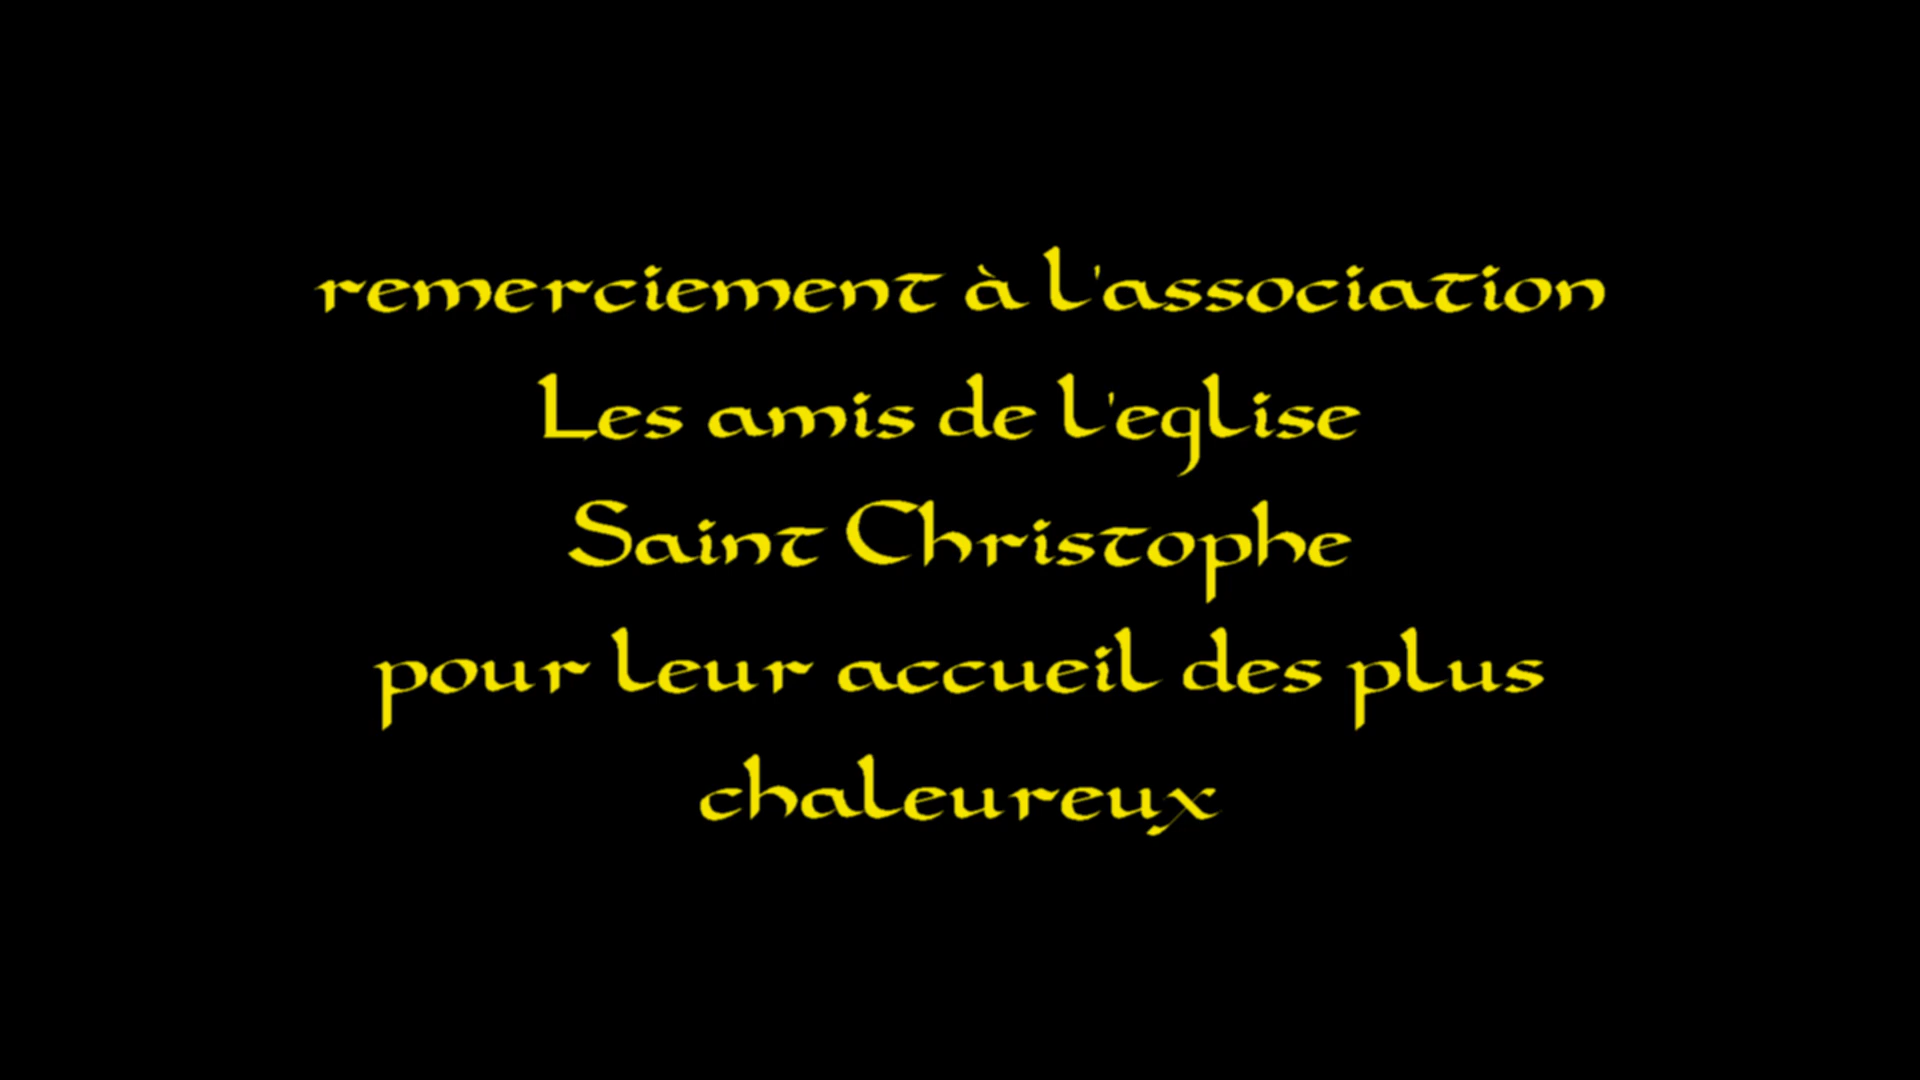 remerciement à l'association
Les amis de l'eglise
Saint Christophe
pour leur accueil des plus
chaleureux